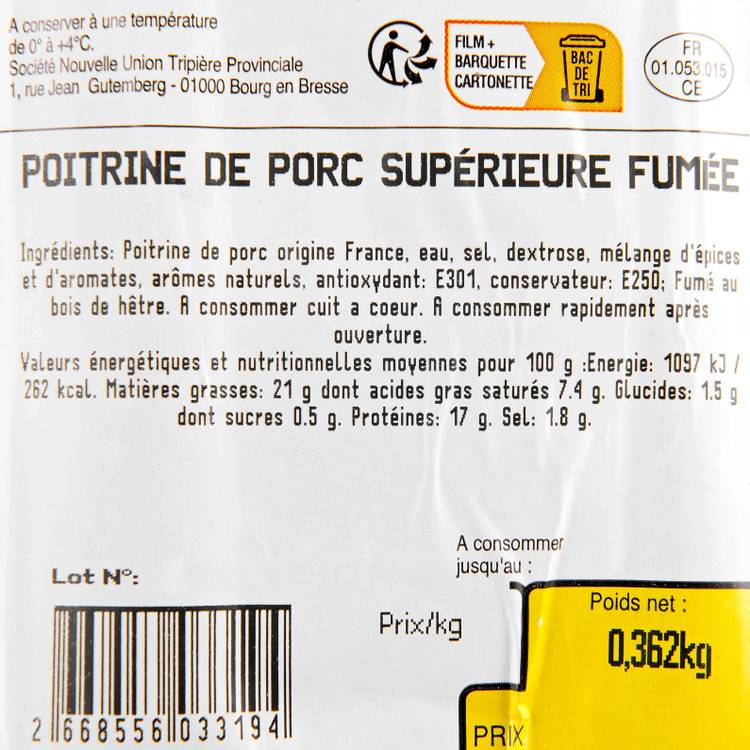 A conserver à une température
de 0° à +4°C.
Société Nouvelle Union Tripière Provinciale
1, rue Jean Gutemberg - 01000 Bourg en Bresse
FILM +
BARQUETTE
CARTONETTE
BAC
DE
TRI
FR
01.053.015
CE
POITRINE DE PORC SUPÉRIEURE FUMÉE
Ingrédients: Poitrine de porc origine France, eau, sel, dextrose, mélange d'épices
et d'aromates, arômes naturels, antioxydant: E301, conservateur: E250; Fumé au
bois de hêtre. A consommer cuit a coeur. A consommer rapidement après
ouverture.
Valeurs énergétiques et nutritionnelles moyennes pour 100 g :Energie: 1097 kJ /
262 kcal. Matières grasses: 21 g dont acides gras saturés 7.4 g. Glucides: 1.5 g
dont sucres 0.5 g. Protéines: 17 g. Sel: 1.8 g.
A consommer
jusqu'au :
Lot N°:
Prix/kg
Poids net :
0,362kg
2 668556 033194
PRIX